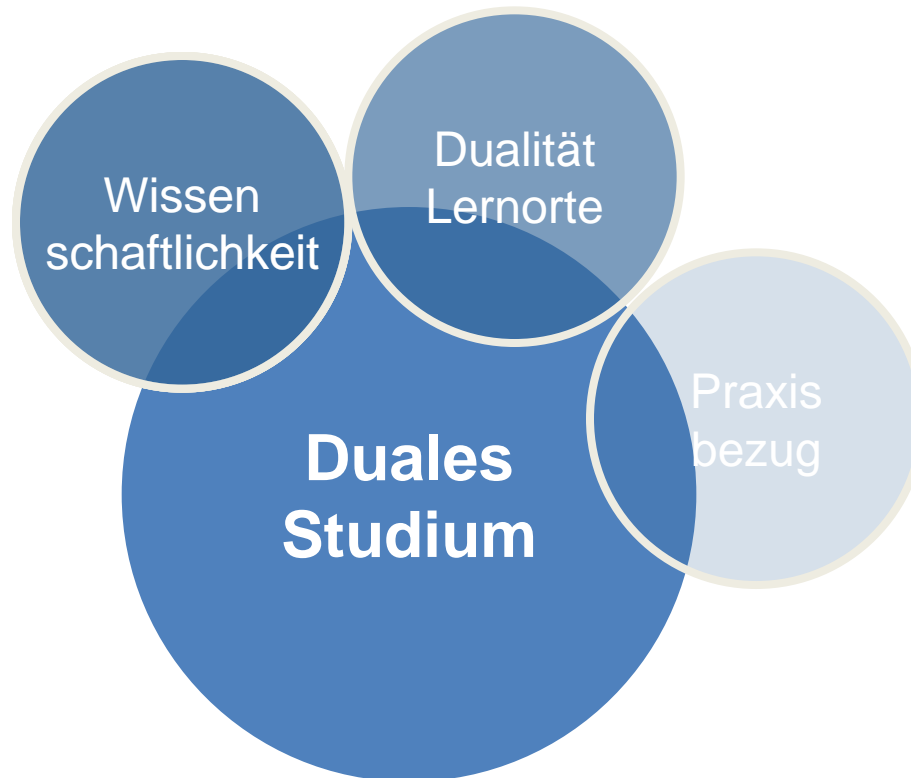 Wissen
schaftlichkeit
Dualität
Lernorte
Praxis
bezug
Duales
Studium